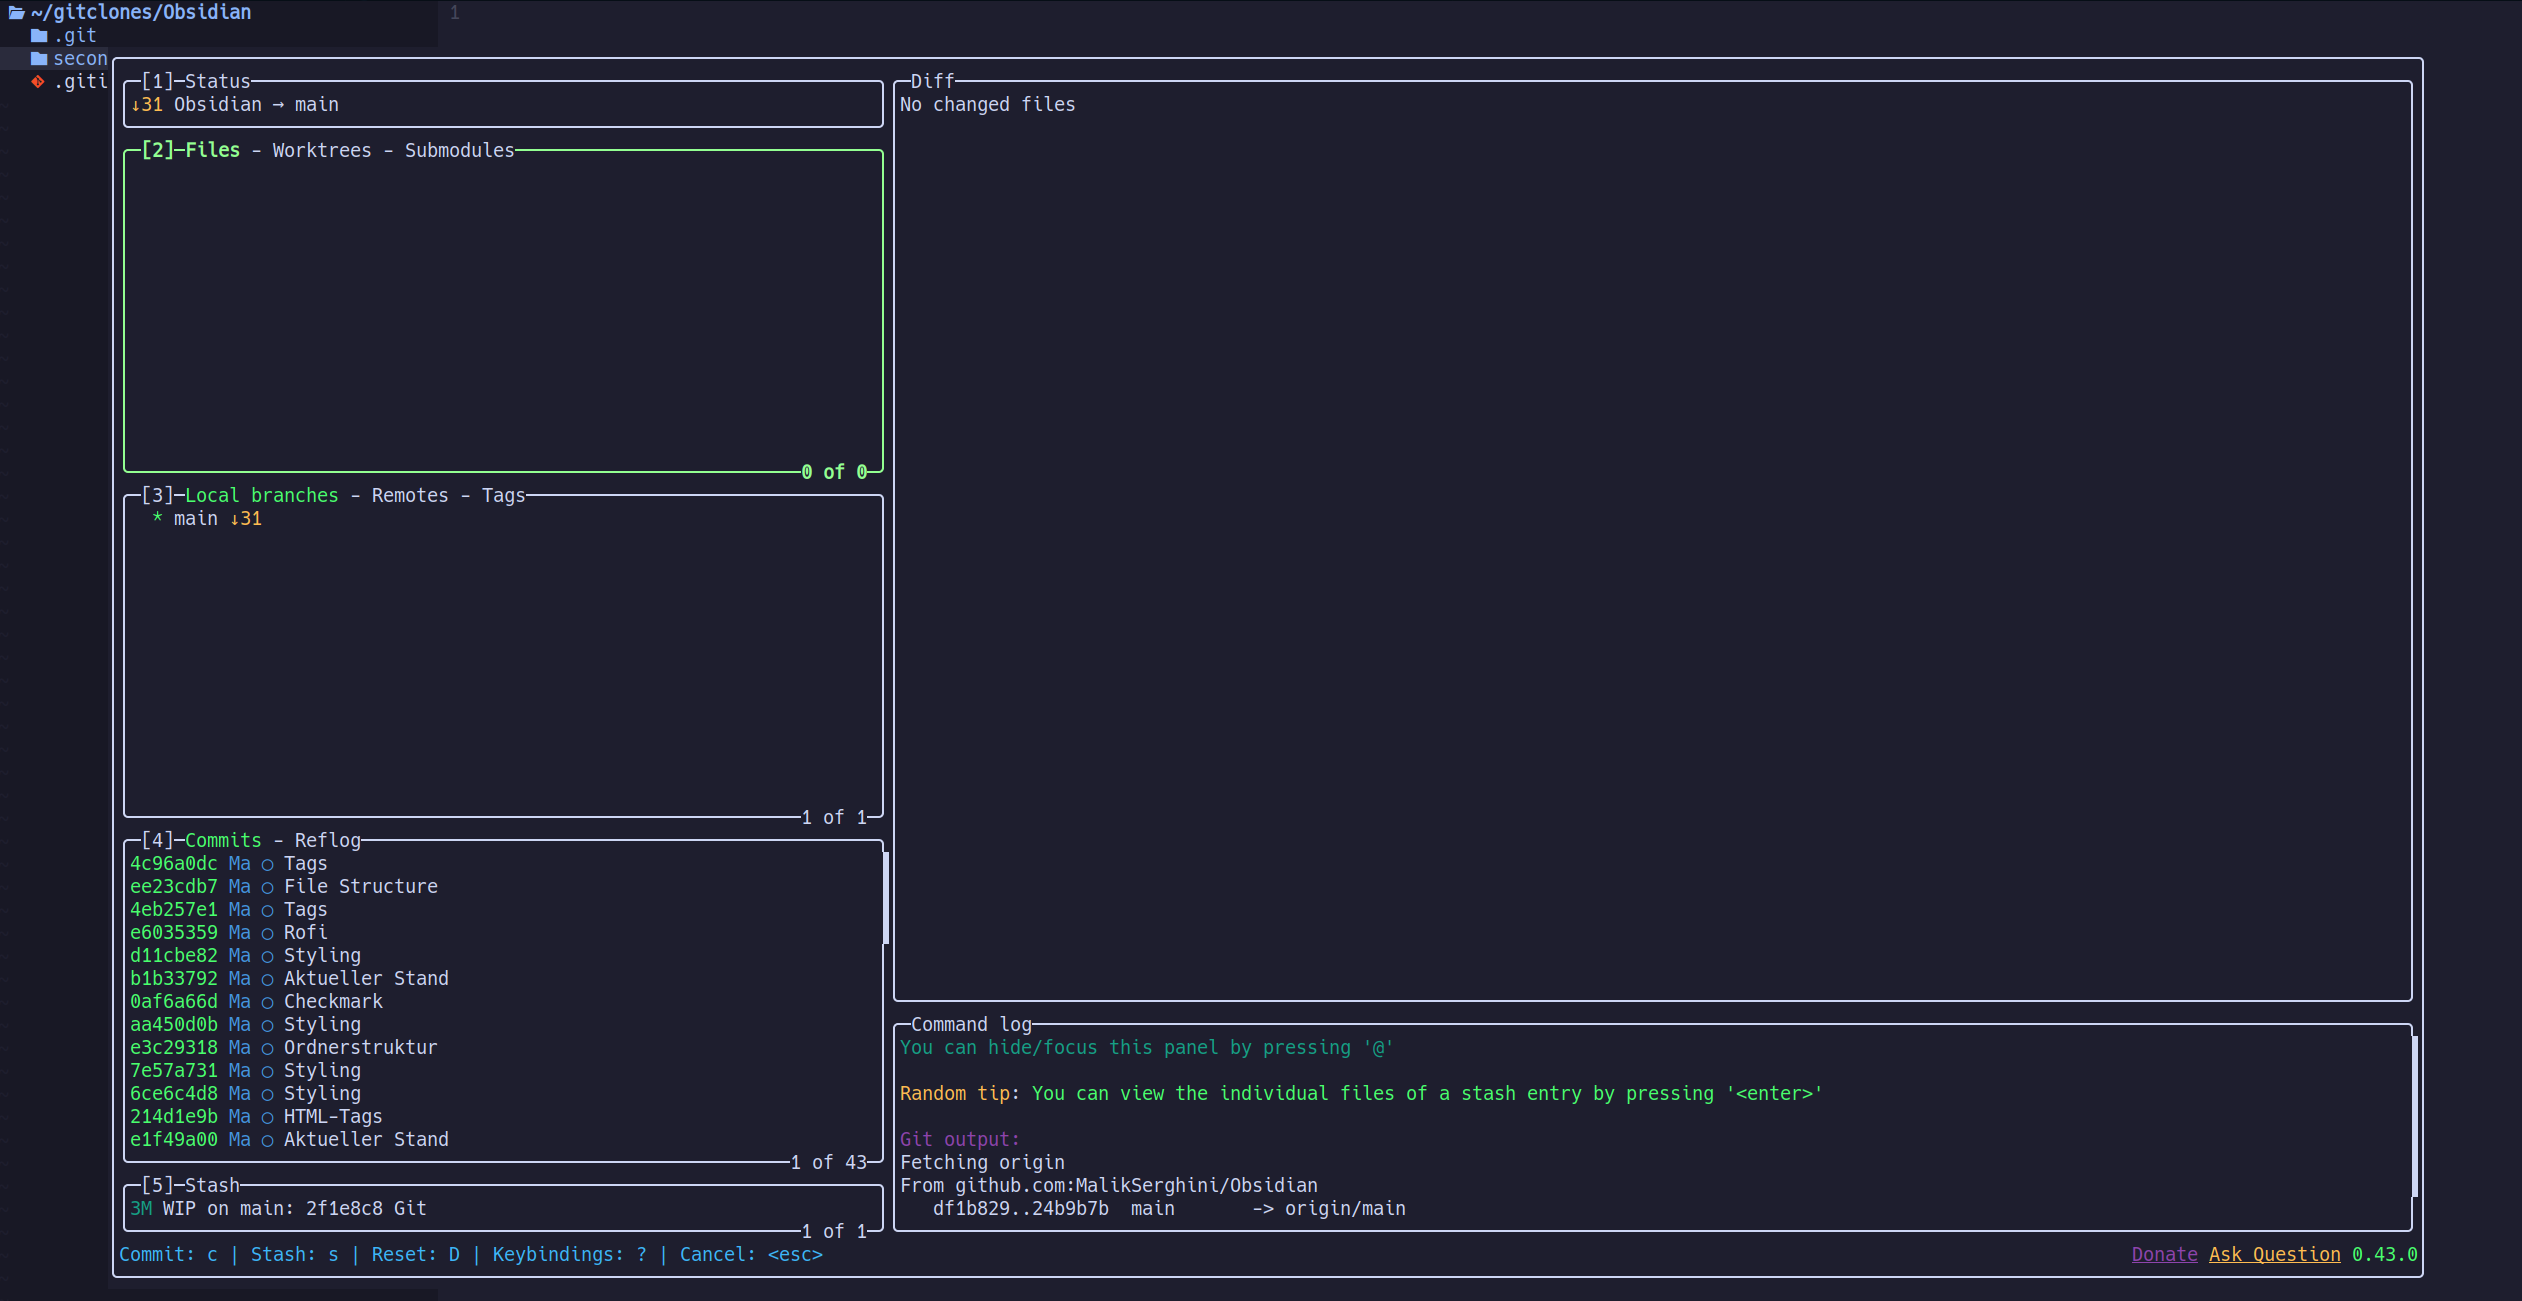 ~/gitclones/Obsidian
1
.git
secon
.giti
[1]─Status
↓31 Obsidian → main
[2]─Files - Worktrees - Submodules
0 of 0
[3]─Local branches - Remotes - Tags
* main ↓31
1 of 1
[4]─Commits - Reflog
4c96a0dc Ma ○ Tags
ee23cdb7 Ma ○ File Structure
4eb257e1 Ma ○ Tags
e6035359 Ma ○ Rofi
d11cbe82 Ma ○ Styling
b1b33792 Ma ○ Aktueller Stand
0af6a66d Ma ○ Checkmark
aa450d0b Ma ○ Styling
e3c29318 Ma ○ Ordnerstruktur
7e57a731 Ma ○ Styling
6ce6c4d8 Ma ○ Styling
214d1e9b Ma ○ HTML-Tags
e1f49a00 Ma ○ Aktueller Stand
1 of 43
[5]─Stash
3M WIP on main: 2f1e8c8 Git
1 of 1
Diff
No changed files
Command log
You can hide/focus this panel by pressing '@'
Random tip: You can view the individual files of a stash entry by pressing '<enter>'
Git output:
Fetching origin
From github.com:MalikSerghini/Obsidian
df1b829..24b9b7b  main       -> origin/main
Commit: c | Stash: s | Reset: D | Keybindings: ? | Cancel: <esc>
Donate Ask Question 0.43.0